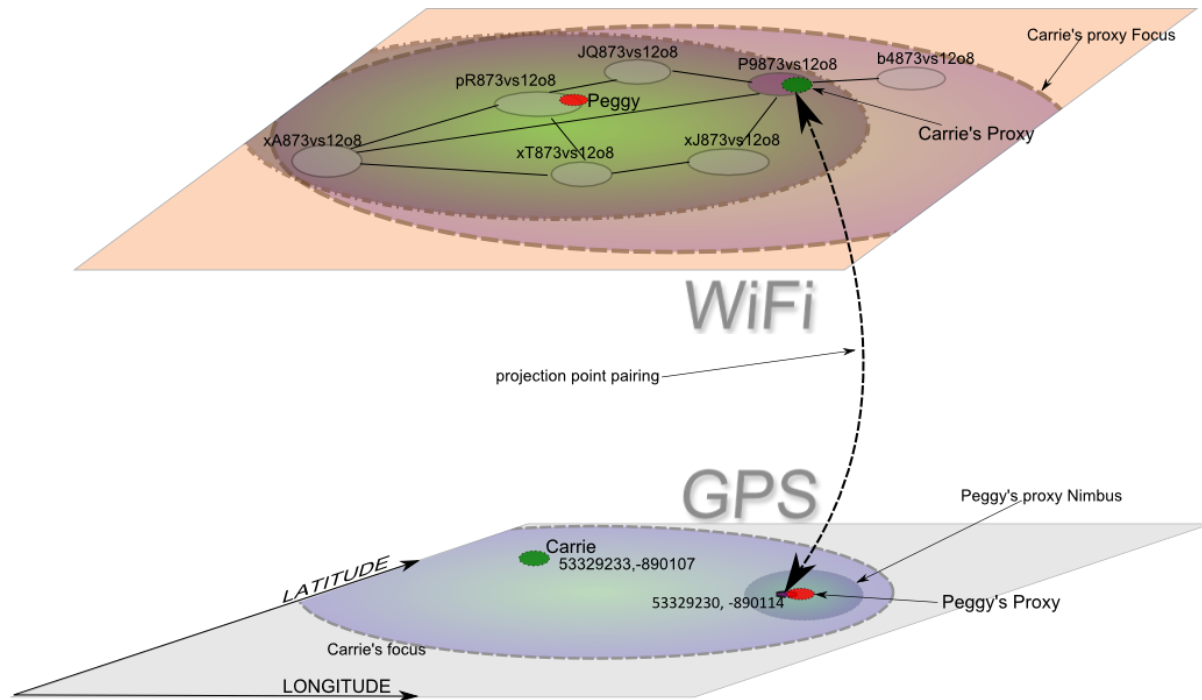 Carrie's proxy Focus
JQ873vs12o8
P9873vs12o8
b4873vs12o8
pR873vs12o8
Peggy
Carrie's Proxy
xA873vs12o8
xT873vs12o8
xJ873vs12o8
WiFi
projection point pairing
GPS
Peggy's proxy Nimbus
Carrie
53329233,-890107
LATITUDE
53329230, -890114
Peggy's Proxy
Carrie's focus
LONGITUDE